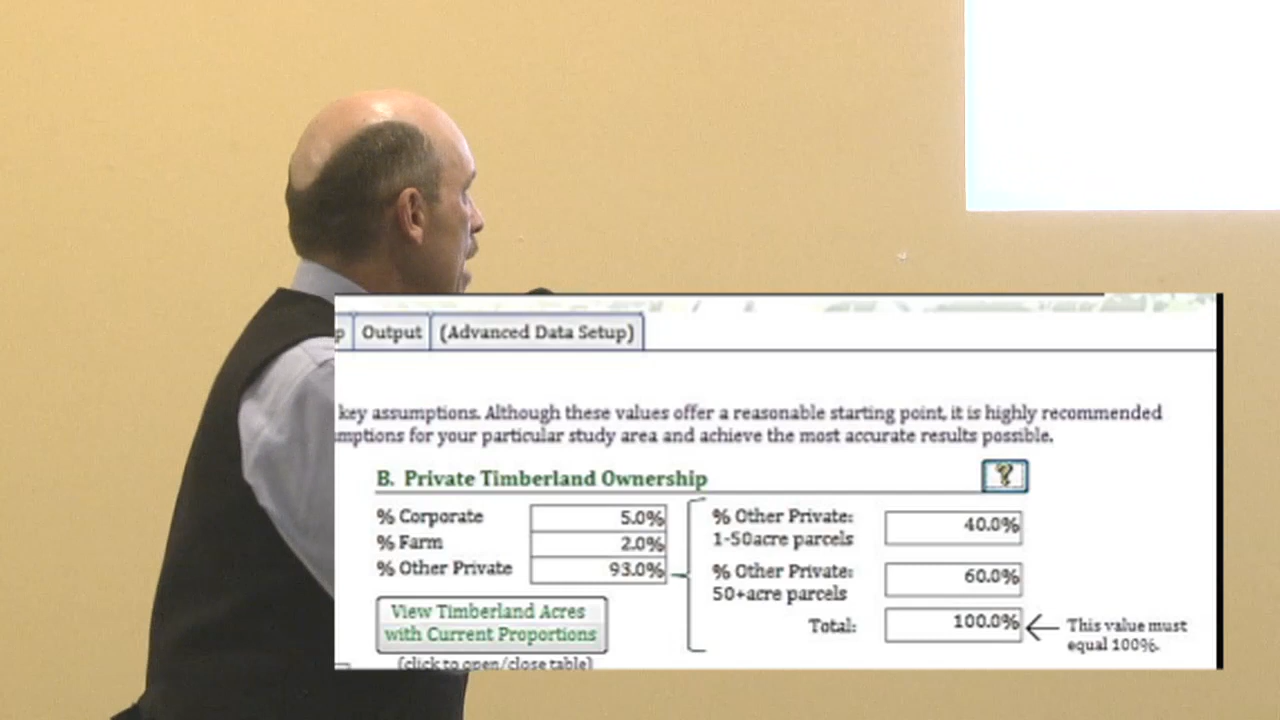 Output (Advanced Data Setup)
key assumptions. Although these values offer a reasonable starting point, it is highly recommended
for your particular study area and achieve the most accurate results possible.
B. Private Timberland Ownership ?
% Corporate 5.0%
% Farm 2.0%
% Other Private 93.0%
View Timberland Acres
with Current Proportions
(click to open/close table)
% Other Private:
1-50acre parcels
40.0%
% Other Private:
50+acre parcels
60.0%
Total: 100.0%
This value must
equal 100%.